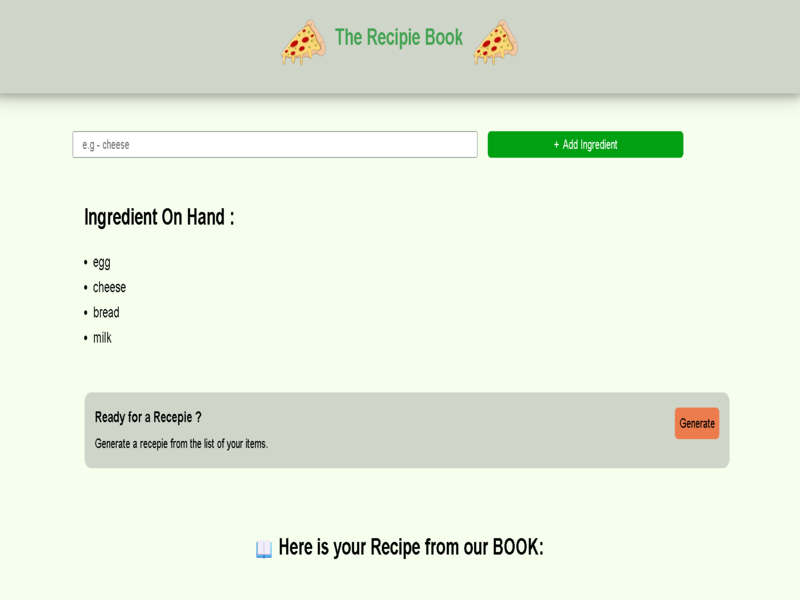 The Recipie Book
e.g - cheese
+ Add Ingredient
Ingredient On Hand :
• egg
• cheese
• bread
• milk
Ready for a Recepie ?
Generate a recepie from the list of your items.
Generate
📖 Here is your Recipe from our BOOK: